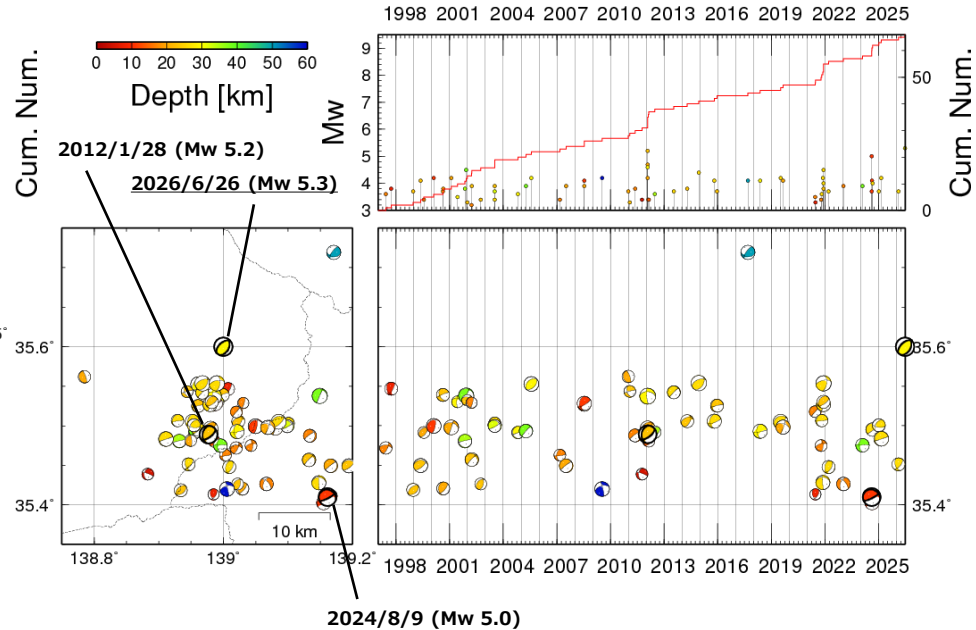 1998 2001 2004 2007 2010 2013 2016 2019 2022 2025
0 10 20 30 40 50 60
Depth [km]
Cum. Num.
Mw
9
8
7
6
5
4
3
50
0
Cum. Num.
2012/1/28 (Mw 5.2)
2026/6/26 (Mw 5.3)
35.6°
35.4°
10 km
138.8° 139° 139.2°
35.6°
35.4°
1998 2001 2004 2007 2010 2013 2016 2019 2022 2025
2024/8/9 (Mw 5.0)